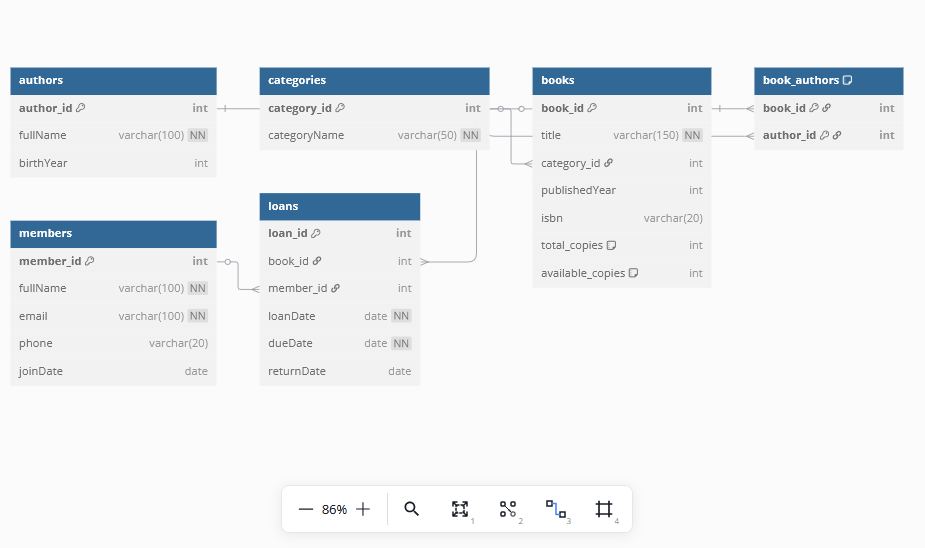 authors
author_id int
fullName varchar(100) NN
birthYear int
categories
category_id int
categoryName varchar(50) NN
books
book_id int
title varchar(150) NN
category_id int
publishedYear int
isbn varchar(20)
total_copies int
available_copies int
book_authors
book_id int
author_id int
members
member_id int
fullName varchar(100) NN
email varchar(100) NN
phone varchar(20)
joinDate date
loans
loan_id int
book_id int
member_id int
loanDate date NN
dueDate date NN
returnDate date
86% 1 2 3 4